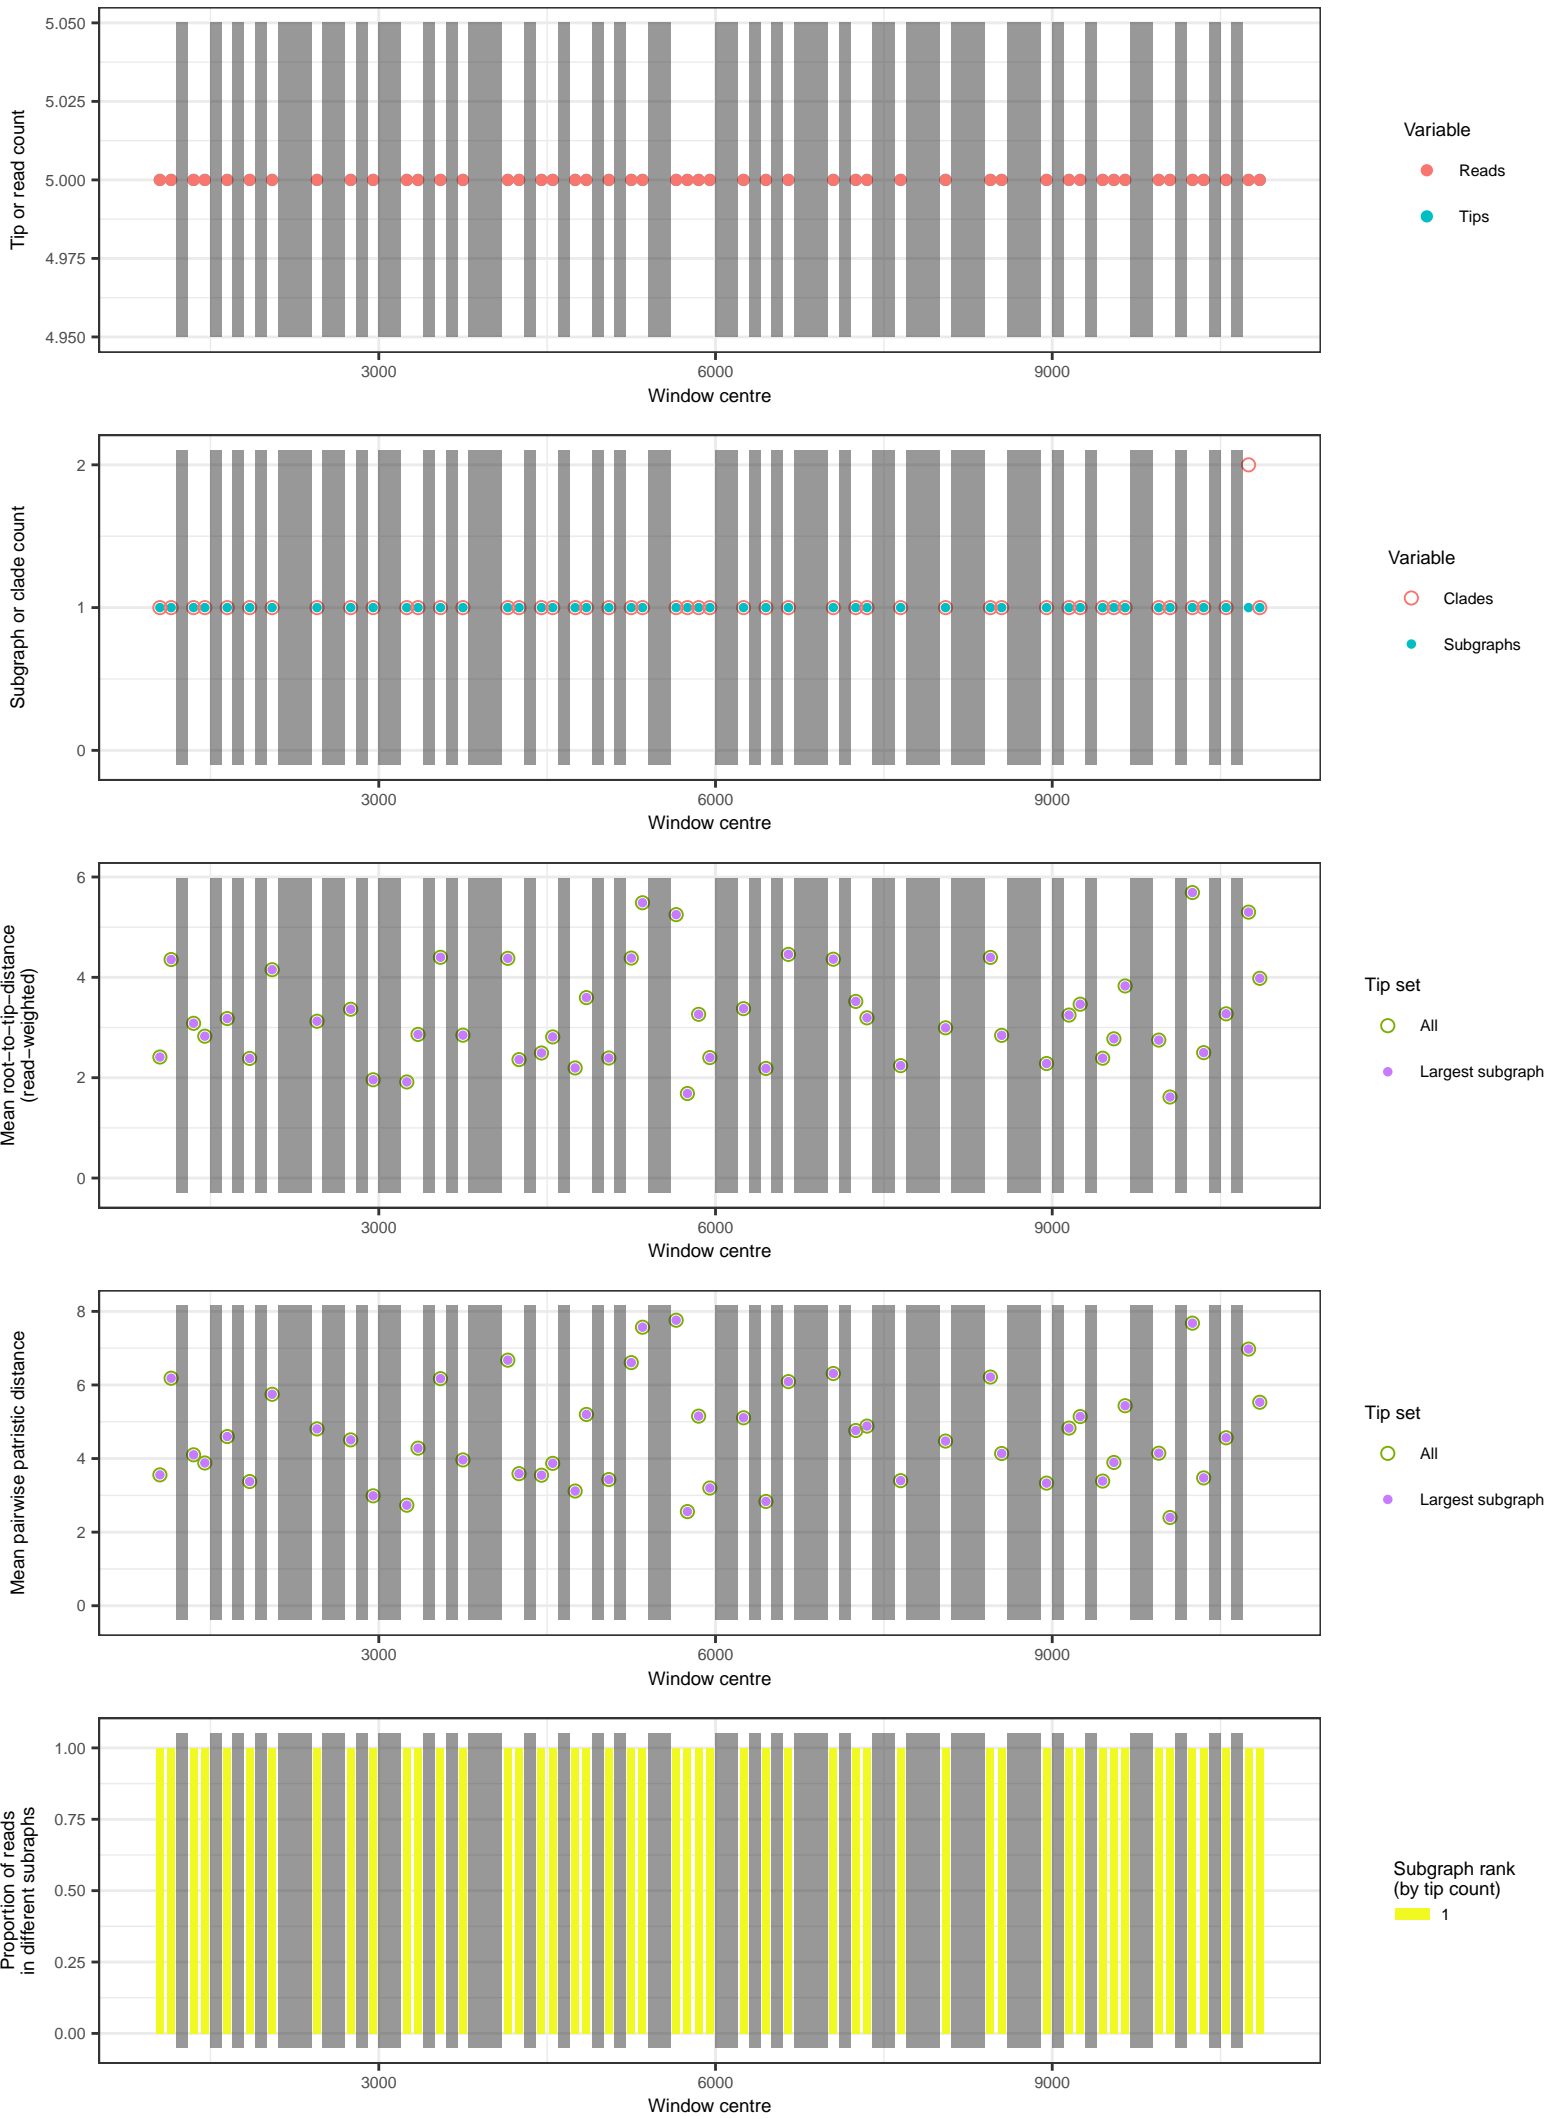 5.050
5.025
5.000
4.975
4.950
Tip or read count
3000
6000
9000
Window centre
Variable
Reads
Tips
2
1
0
Subgraph or clade count
3000
6000
9000
Window centre
Variable
Clades
Subgraphs
6
4
2
0
Mean root−to−tip−distance
(read−weighted)
3000
6000
9000
Window centre
Tip set
All
Largest subgraph
8
6
4
2
0
Mean pairwise patristic distance
3000
6000
9000
Window centre
Tip set
All
Largest subgraph
1.00
0.75
0.50
0.25
0.00
Proportion of reads
in different subraphs
3000
6000
9000
Window centre
Subgraph rank
(by tip count)
1